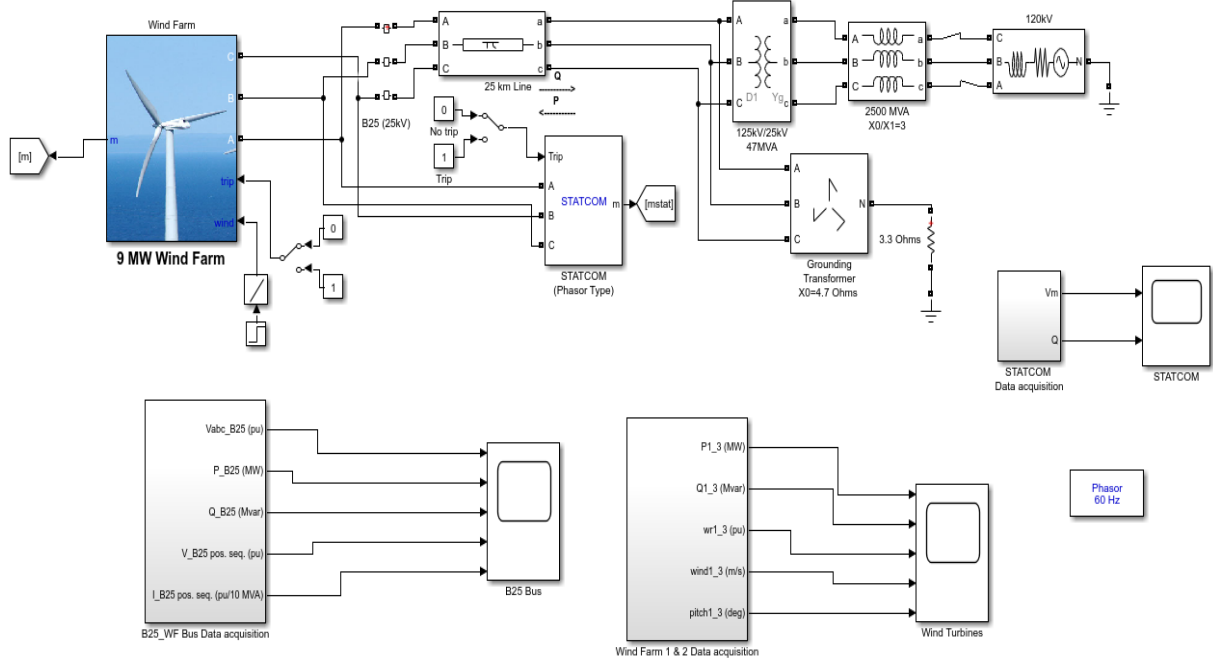 Wind Farm
C
B
A
m
trip
wind
[m]
9 MW Wind Farm
0
1
B25 (25kV)
A
B
C
a
b
c
25 km Line
Q
P
0
No trip
1
Trip
Trip
A
B
C
STATCOM
m
[mstat]
STATCOM
(Phasor Type)
A
B
C
a
b
c
D1
Yg
125kV/25kV
47MVA
A
B
C
a
b
c
2500 MVA
X0/X1=3
120kV
C
B
A
N
A
B
C
N
Grounding
Transformer
X0=4.7 Ohms
3.3 Ohms
Vm
Q
STATCOM
Data acquisition
STATCOM
Vabc_B25 (pu)
P_B25 (MW)
Q_B25 (Mvar)
V_B25 pos. seq. (pu)
I_B25 pos. seq. (pu/10 MVA)
B25_WF Bus Data acquisition
B25 Bus
P1_3 (MW)
Q1_3 (Mvar)
wr1_3 (pu)
wind1_3 (m/s)
pitch1_3 (deg)
Wind Farm 1 & 2 Data acquisition
Wind Turbines
Phasor
60 Hz